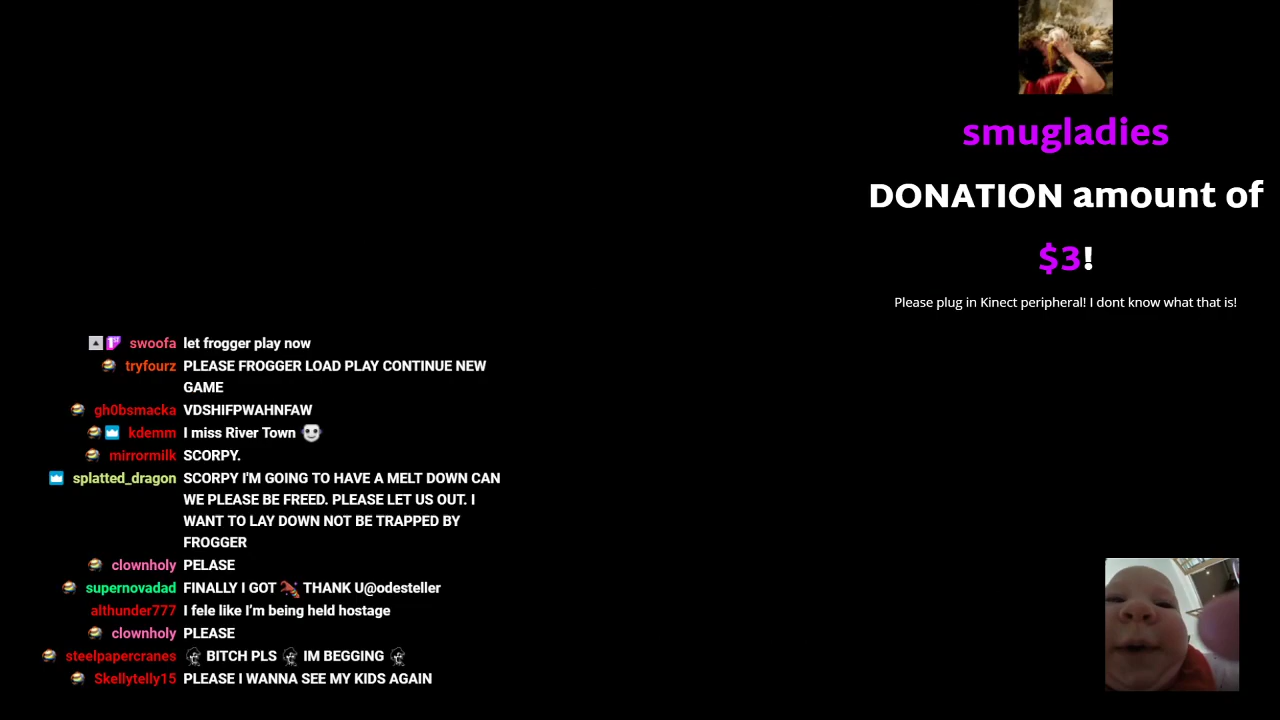 smugladies
DONATION amount of
$3!
Please plug in Kinect peripheral! I dont know what that is!
swoofa let frogger play now
tryfourz PLEASE FROGGER LOAD PLAY CONTINUE NEW
GAME
gh0bsmacka VDSHIFPWAHNFAW
kdemm I miss River Town
mirrormilk SCORPY.
splatted_dragon SCORPY I'M GOING TO HAVE A MELT DOWN CAN
WE PLEASE BE FREED. PLEASE LET US OUT. I
WANT TO LAY DOWN NOT BE TRAPPED BY
FROGGER
clownholy PELASE
supernovadad FINALLY I GOT THANK U@odesteller
althunder777 I fele like I’m being held hostage
clownholy PLEASE
steelpapercranes BITCH PLS IM BEGGING
Skellytelly15 PLEASE I WANNA SEE MY KIDS AGAIN